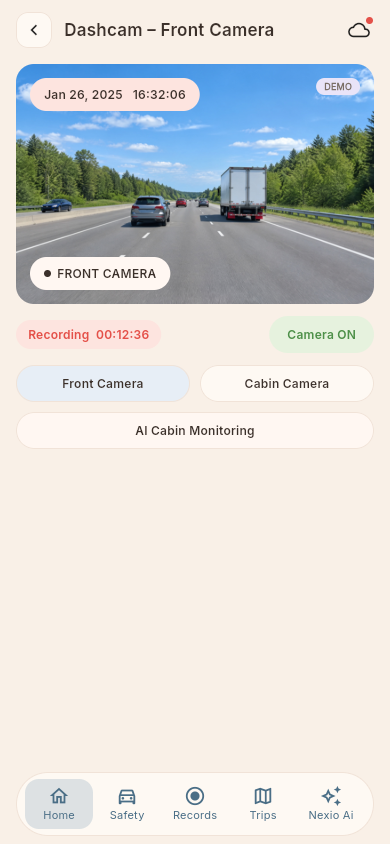 Dashcam – Front Camera
Jan 26, 2025 16:32:06
DEMO
FRONT CAMERA
Recording 00:12:36
Camera ON
Front Camera
Cabin Camera
AI Cabin Monitoring
Home
Safety
Records
Trips
Nexio Ai